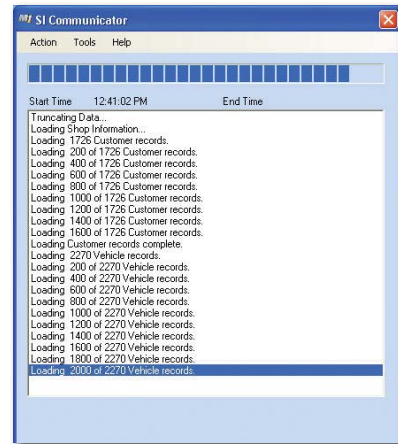 SI Communicator
Action Tools Help
Start Time 12:41:02 PM End Time
Truncating Data...
Loading Shop Information...
Loading 1726 Customer records.
Loading 200 of 1726 Customer records.
Loading 400 of 1726 Customer records.
Loading 600 of 1726 Customer records.
Loading 800 of 1726 Customer records.
Loading 1000 of 1726 Customer records.
Loading 1200 of 1726 Customer records.
Loading 1400 of 1726 Customer records.
Loading 1600 of 1726 Customer records.
Loading Customer records complete.
Loading 2270 Vehicle records.
Loading 200 of 2270 Vehicle records.
Loading 400 of 2270 Vehicle records.
Loading 600 of 2270 Vehicle records.
Loading 800 of 2270 Vehicle records.
Loading 1000 of 2270 Vehicle records.
Loading 1200 of 2270 Vehicle records.
Loading 1400 of 2270 Vehicle records.
Loading 1600 of 2270 Vehicle records.
Loading 1800 of 2270 Vehicle records.
Loading 2000 of 2270 Vehicle records.